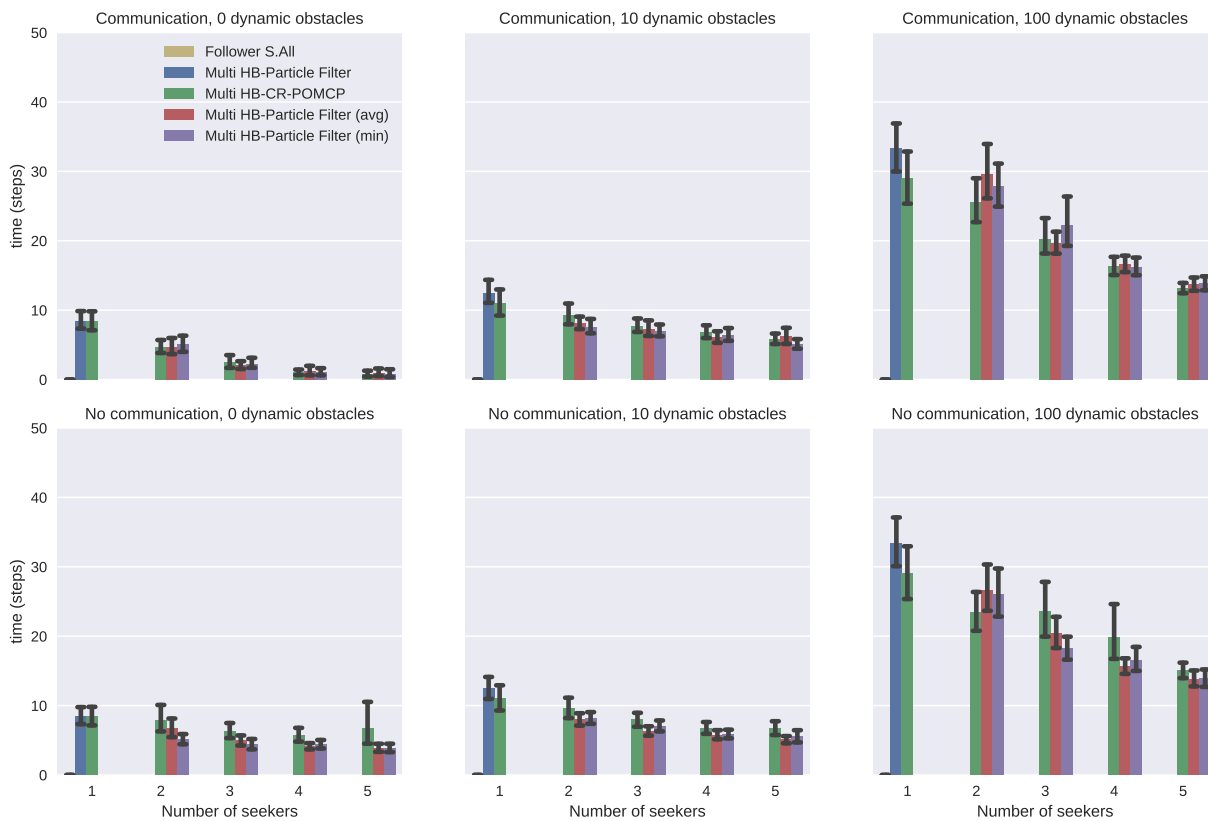 Communication, 0 dynamic obstacles
Communication, 10 dynamic obstacles
Communication, 100 dynamic obstacles
50
40
30
20
10
0
time (steps)
Follower S.All
Multi HB-Particle Filter
Multi HB-CR-POMCP
Multi HB-Particle Filter (avg)
Multi HB-Particle Filter (min)
No communication, 0 dynamic obstacles
No communication, 10 dynamic obstacles
No communication, 100 dynamic obstacles
50
40
30
20
10
0
time (steps)
1 2 3 4 5
1 2 3 4 5
1 2 3 4 5
Number of seekers
Number of seekers
Number of seekers